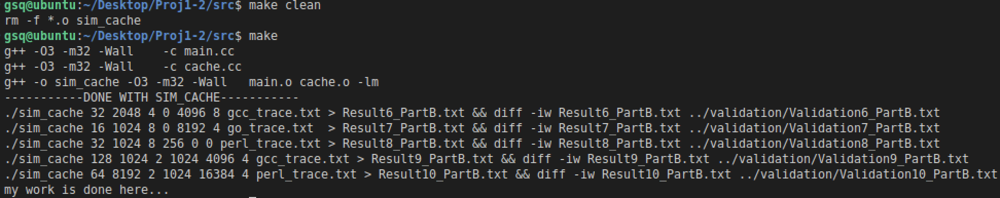 gsq@ubuntu:~/Desktop/Proj1-2/src$ make clean
rm -f *.o sim_cache
gsq@ubuntu:~/Desktop/Proj1-2/src$ make
g++ -O3 -m32 -Wall    -c main.cc
g++ -O3 -m32 -Wall    -c cache.cc
g++ -o sim_cache -O3 -m32 -Wall   main.o cache.o -lm
-----------DONE WITH SIM_CACHE-----------
./sim_cache 32 2048 4 0 4096 8 gcc_trace.txt > Result6_PartB.txt && diff -iw Result6_PartB.txt ../validation/Validation6_PartB.txt
./sim_cache 16 1024 8 0 8192 4 go_trace.txt  > Result7_PartB.txt && diff -iw Result7_PartB.txt ../validation/Validation7_PartB.txt
./sim_cache 32 1024 8 256 0 0 perl_trace.txt > Result8_PartB.txt && diff -iw Result8_PartB.txt ../validation/Validation8_PartB.txt
./sim_cache 128 1024 2 1024 4096 4 gcc_trace.txt > Result9_PartB.txt && diff -iw Result9_PartB.txt ../validation/Validation9_PartB.txt
./sim_cache 64 8192 2 1024 16384 4 perl_trace.txt > Result10_PartB.txt && diff -iw Result10_PartB.txt ../validation/Validation10_PartB.txt
my work is done here...